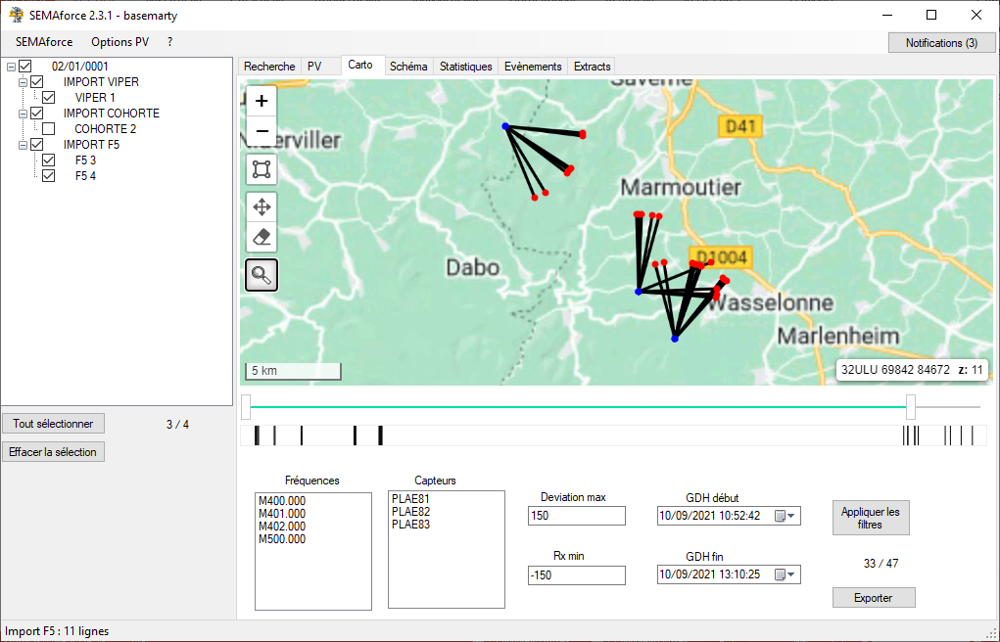 SEMAforce 2.3.1 - basemarty
SEMAforce Options PV ?
Notifications (3)
02/01/0001
IMPORT VIPER
VIPER 1
IMPORT COHORTE
COHORTE 2
IMPORT F5
F5 3
F5 4
Tout sélectionner
3 / 4
Effacer la sélection
Recherche PV Carto Schéma Statistiques Evènements Extracts
+
−
Saverne
D41
Marmoutier
Dabo
D1004
Wasselonne
Marlenheim
5 km
32ULU 69842 84672 z: 11
Fréquences
M400.000
M401.000
M402.000
M500.000
Capteurs
PLAE81
PLAE82
PLAE83
Deviation max
150
Rx min
-150
GDH début
10/09/2021 10:52:42
GDH fin
10/09/2021 13:10:25
Appliquer les
filtres
33 / 47
Exporter
Import F5 : 11 lignes